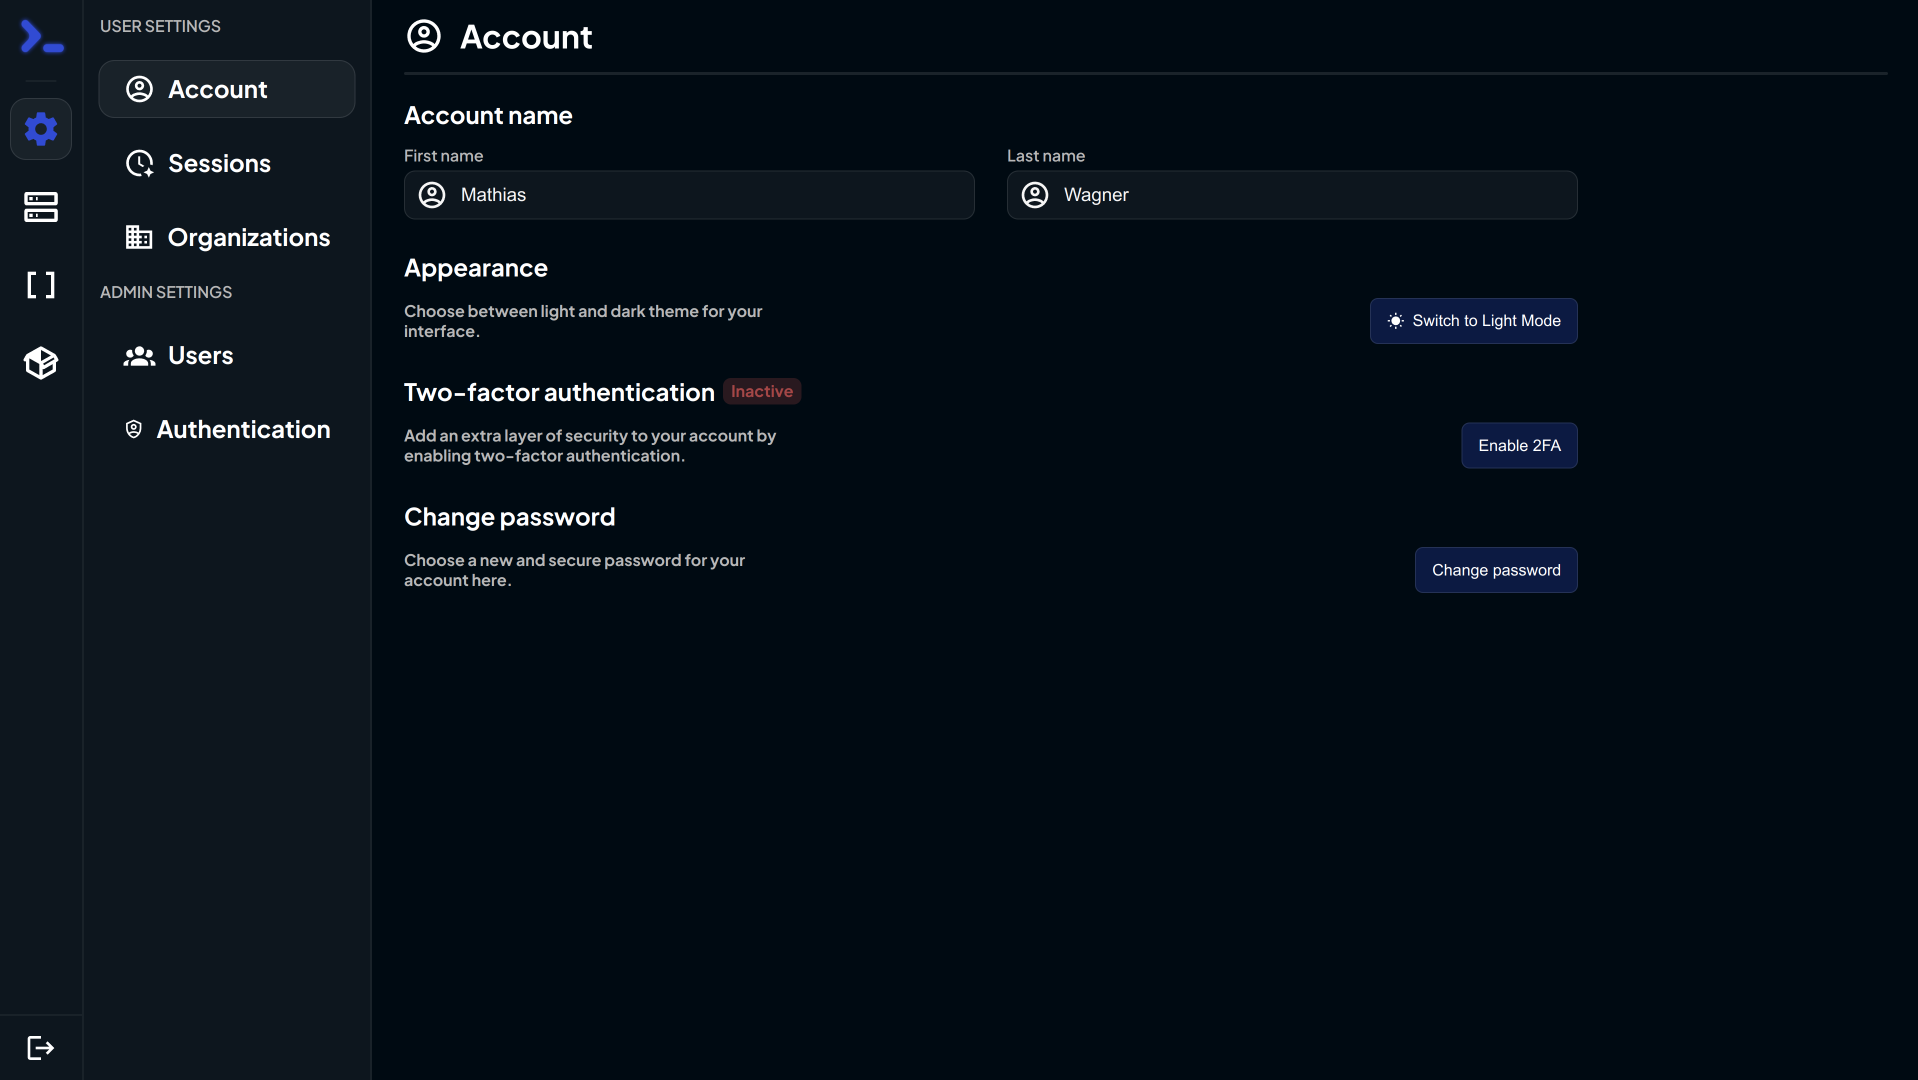 USER SETTINGS
Account
Sessions
Organizations
ADMIN SETTINGS
Users
Authentication
Account
Account name
First name
Mathias
Last name
Wagner
Appearance
Choose between light and dark theme for your
interface.
Switch to Light Mode
Two-factor authentication Inactive
Add an extra layer of security to your account by
enabling two-factor authentication.
Enable 2FA
Change password
Choose a new and secure password for your
account here.
Change password